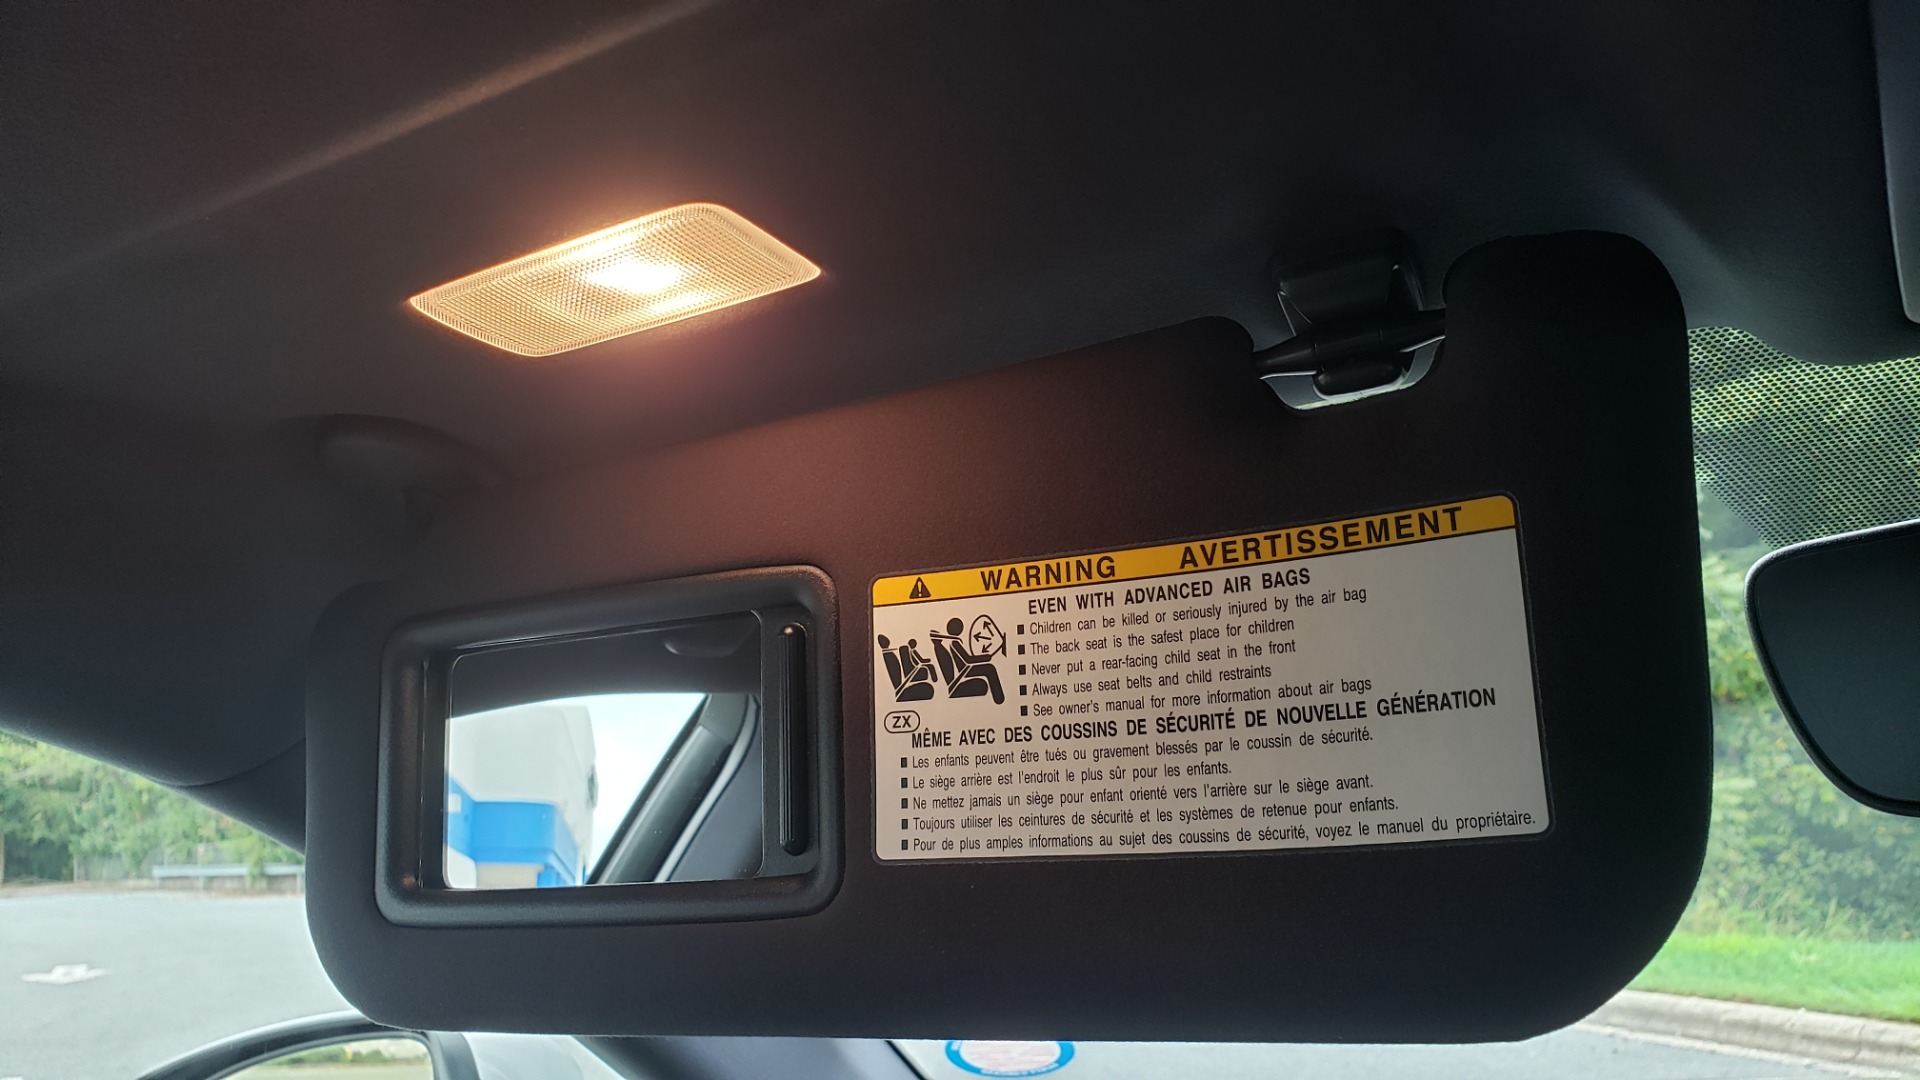 WARNING AVERTISSEMENT
EVEN WITH ADVANCED AIR BAGS
■ Children can be killed or seriously injured by the air bag
■ The back seat is the safest place for children
■ Never put a rear-facing child seat in the front
■ Always use seat belts and child restraints
■ See owner's manual for more information about air bags
ZX
MÊME AVEC DES COUSSINS DE SÉCURITÉ DE NOUVELLE GÉNÉRATION
■ Les enfants peuvent être tués ou gravement blessés par le coussin de sécurité.
■ Le siège arrière est l'endroit le plus sûr pour les enfants.
■ Ne mettez jamais un siège pour enfant orienté vers l'arrière sur le siège avant.
■ Toujours utiliser les ceintures de sécurité et les systèmes de retenue pour enfants.
■ Pour de plus amples informations au sujet des coussins de sécurité, voyez le manuel du propriétaire.